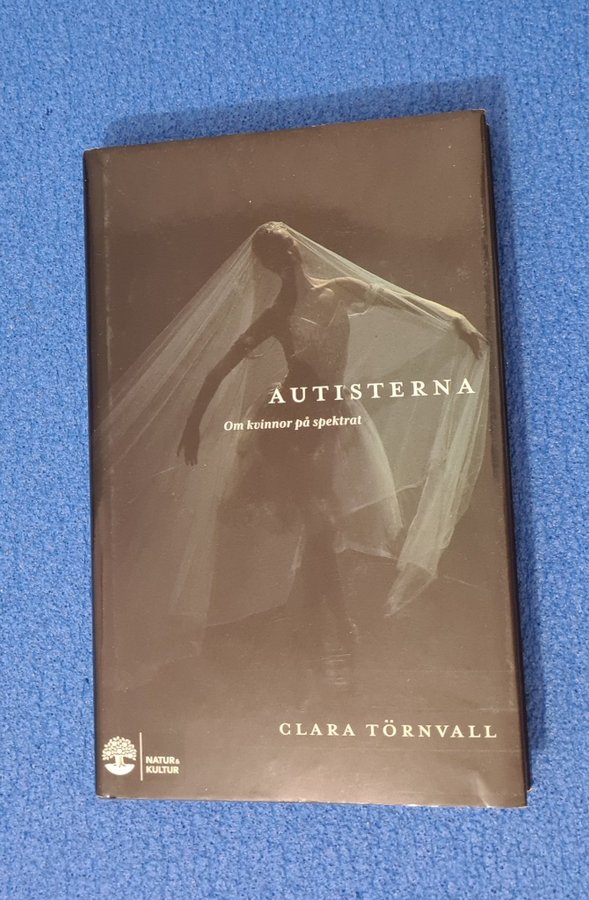 AUTISTERNA
Om kvinnor på spektrat
CLARA TÖRNVALL
NATUR&
KULTUR